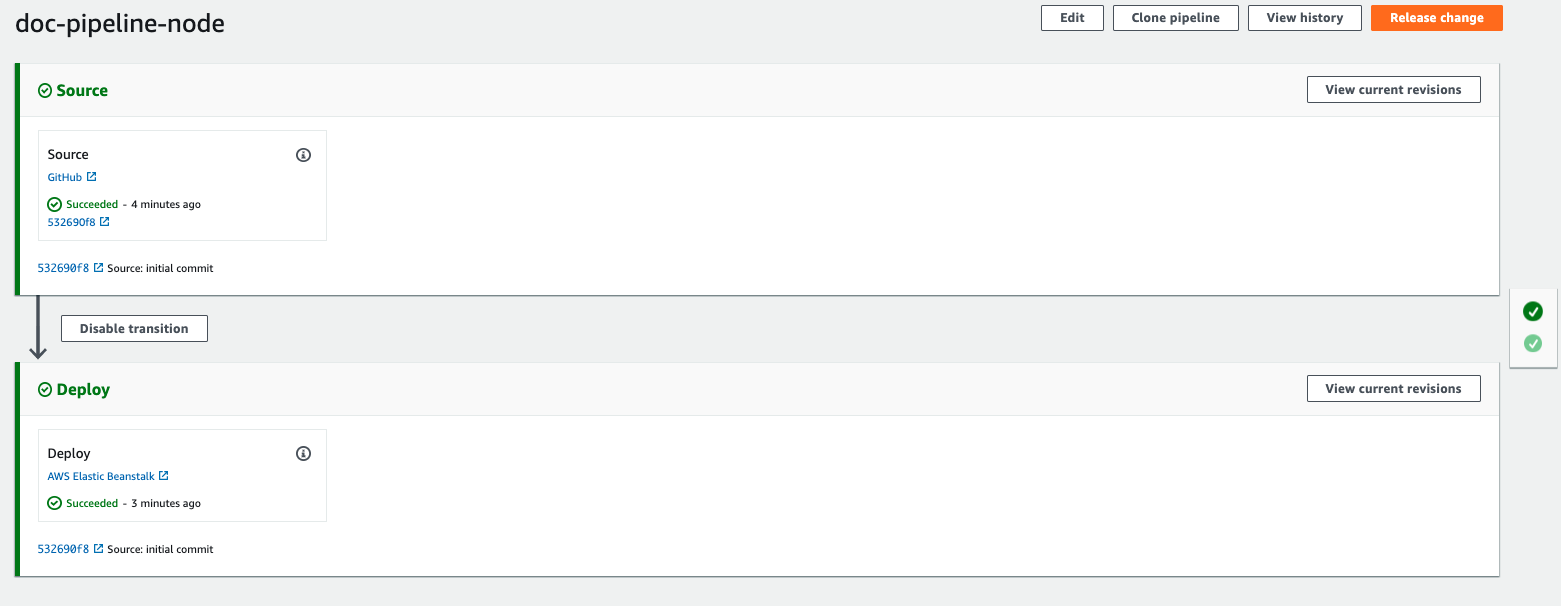 doc-pipeline-node
Edit
Clone pipeline
View history
Release change
Source
View current revisions
Source
GitHub
Succeeded - 4 minutes ago
532690f8
532690f8 Source: initial commit
Disable transition
Deploy
View current revisions
Deploy
AWS Elastic Beanstalk
Succeeded - 3 minutes ago
532690f8 Source: initial commit